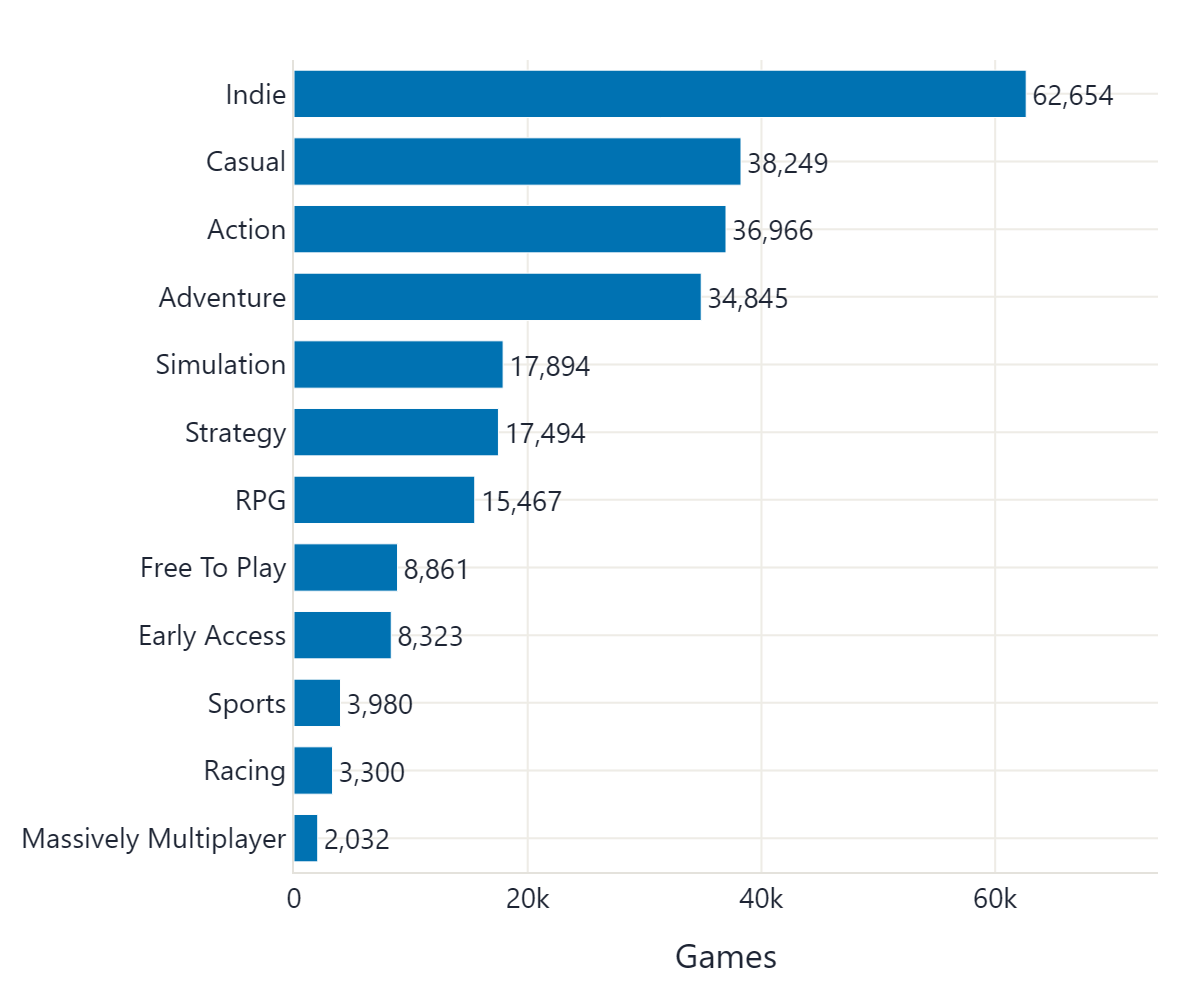 Indie 62,654
Casual 38,249
Action 36,966
Adventure 34,845
Simulation 17,894
Strategy 17,494
RPG 15,467
Free To Play 8,861
Early Access 8,323
Sports 3,980
Racing 3,300
Massively Multiplayer 2,032
0 20k 40k 60k
Games